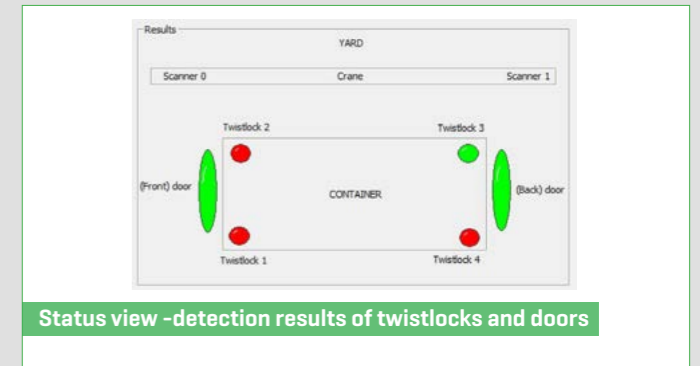 Results
YARD
Scanner 0 Crane Scanner 1
Twistlock 2 Twistlock 3
(Front) door CONTAINER (Back) door
Twistlock 1 Twistlock 4
Status view -detection results of twistlocks and doors